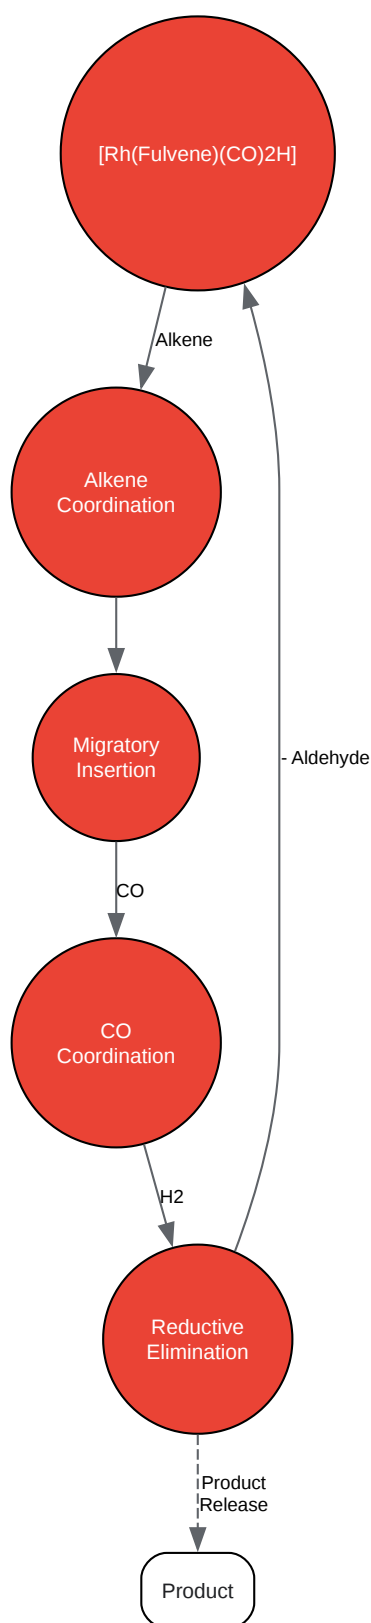 [Rh(Fulvene)(CO)2H]
Alkene
Alkene
Coordination
Migratory
Insertion
- Aldehyde
CO
CO
Coordination
H2
Reductive
Elimination
Product
Release
Product